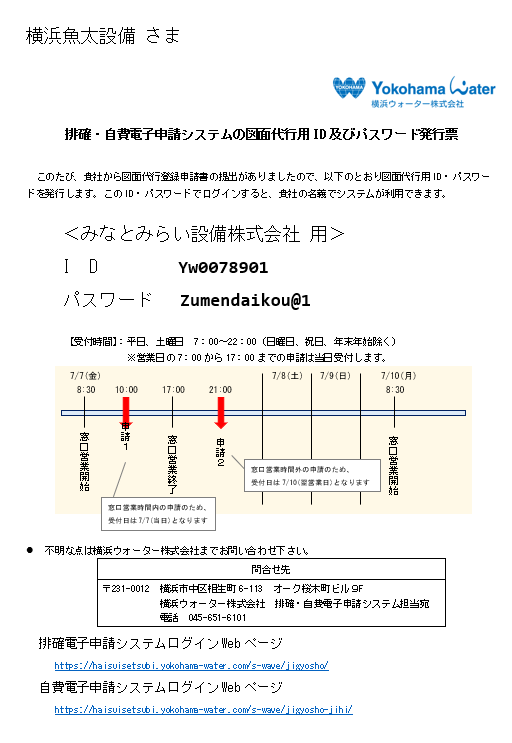 横浜魚太設備 さま
Yokohama Water
YOKOHAMA
横浜ウォーター株式会社
排確・自費電子申請システムの図面代行用ID及びパスワード発行票
このたび、貴社から図面代行登録申請書の提出がありましたので、以下のとおり図面代行用ID・パスワー
ドを発行します。このID・パスワードでログインすると、貴社の名義でシステムが利用できます。
＜みなとみらい設備株式会社 用＞
ＩＤ Yw0078901
パスワード Zumendaikou@1
【受付時間】：平日、土曜日 7：00～22：00（日曜日、祝日、年末年始除く）
※営業日の7：00から17：00までの申請は当日受付します。
7/7(金) 7/8(土) 7/9(日) 7/10(月)
8:30 10:00 17:00 21:00 8:30
窓口営業開始
申請1
窓口営業終了
申請2
窓口営業開始
窓口営業時間外の申請のため、
受付日は7/10(翌営業日)となります
窓口営業時間内の申請のため、
受付日は7/7(当日)となります
● 不明な点は横浜ウォーター株式会社までお問い合わせ下さい。
問合せ先
〒231-0012 横浜市中区相生町6-113 オーク桜木町ビル9F
横浜ウォーター株式会社 排確・自費電子申請システム担当宛
電話 045-651-6101
排確電子申請システムログインWebページ
https://haisuisetsubi.yokohama-water.com/s-wave/jigyosho/
自費電子申請システムログインWebページ
https://haisuisetsubi.yokohama-water.com/s-wave/jigyosho-jihi/